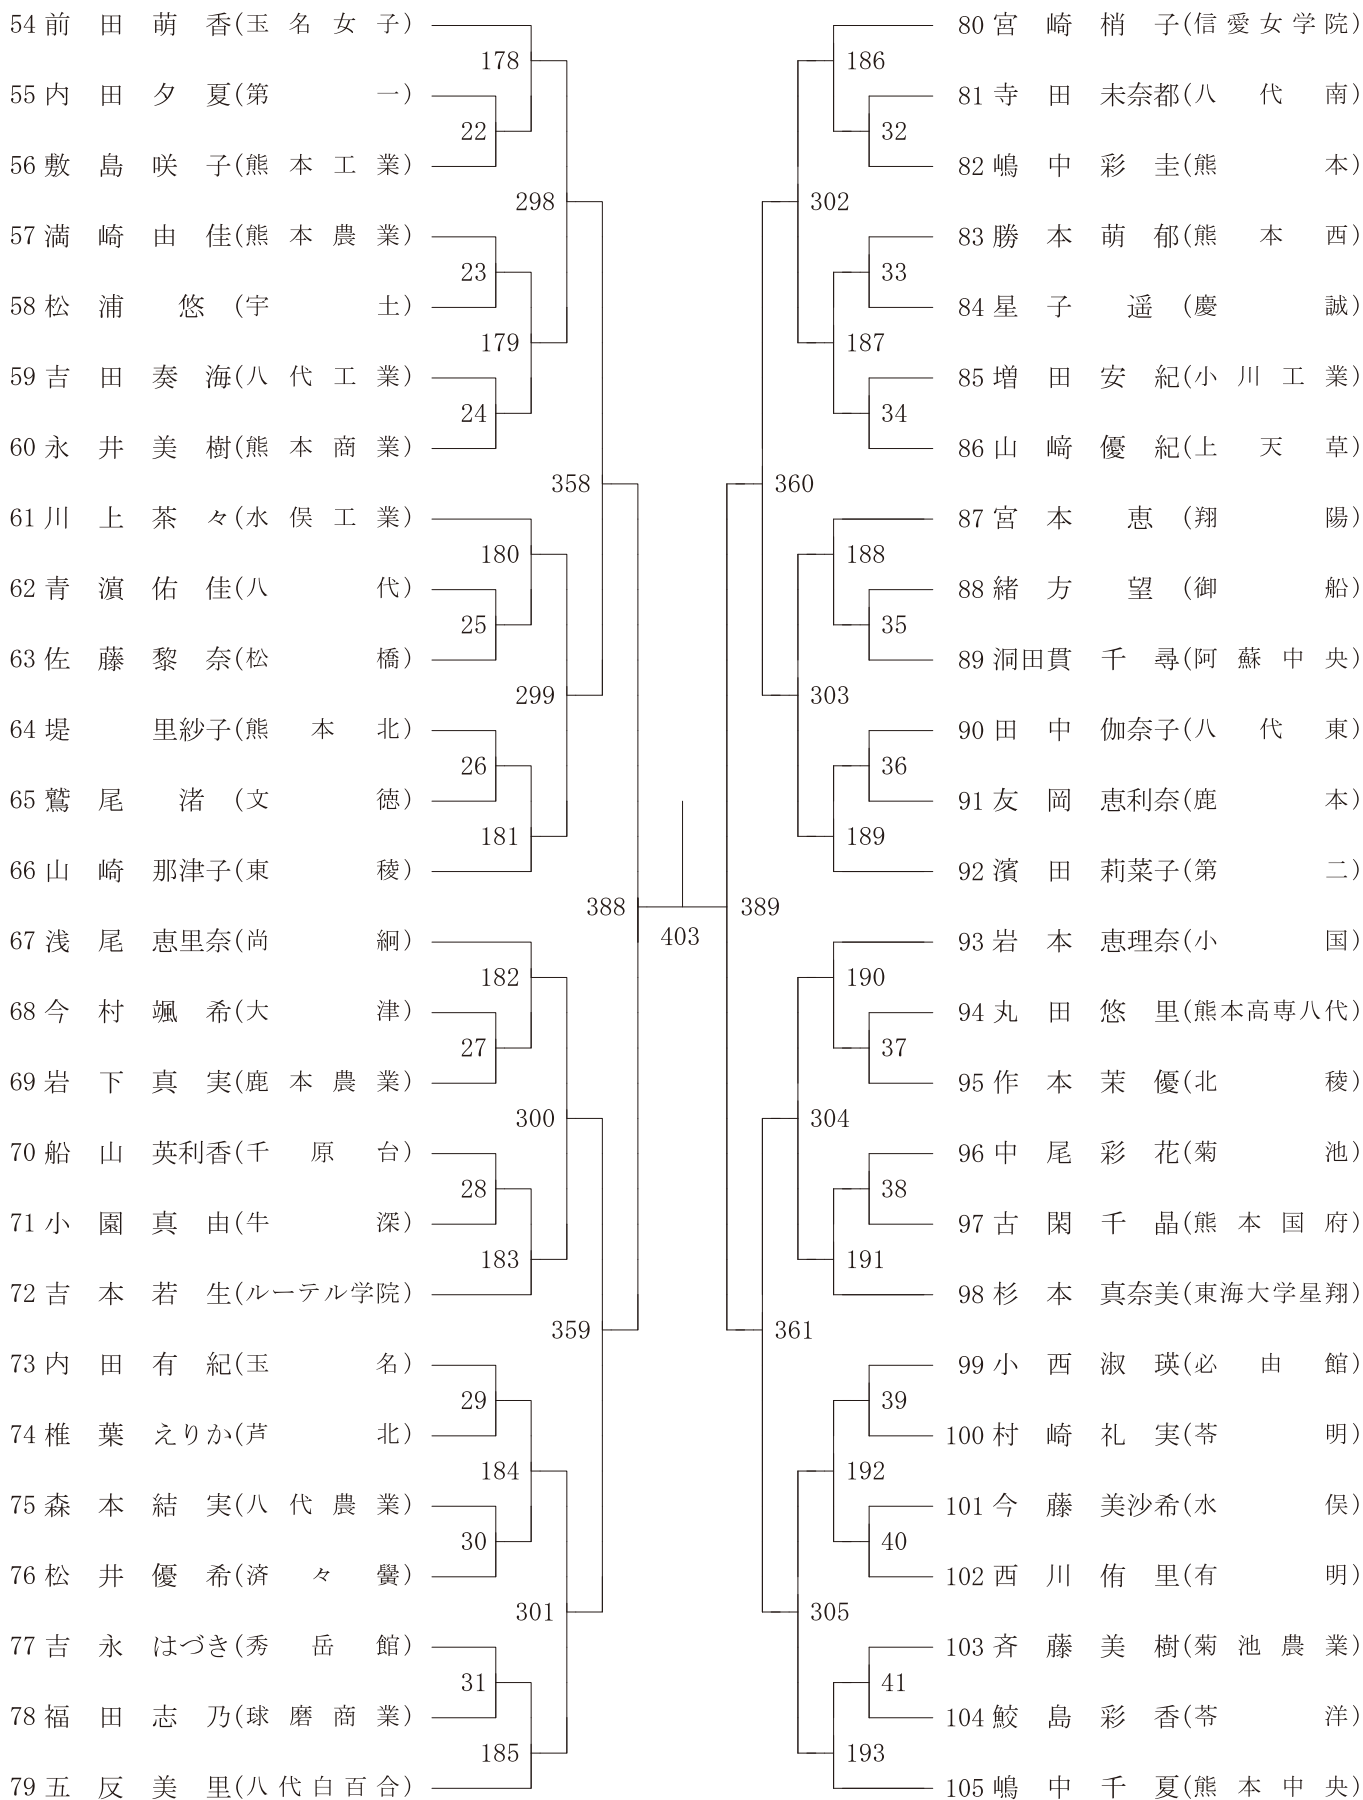 54 前田萌香(玉名女子)
178
55 内田夕夏(第一)
22
56 敷島咲子(熊本工業)
298
57 満崎由佳(熊本農業)
23
58 松浦悠(宇土)
179
59 吉田奏海(八代工業)
24
60 永井美樹(熊本商業)
358
61 川上茶々(水俣工業)
180
62 青濵佑佳(八代)
25
63 佐藤黎奈(松橋)
299
64 堤里紗子(熊本北)
26
65 鷲尾渚(文徳)
181
66 山崎那津子(東稜)
388
67 浅尾恵里奈(尚絅)
182
68 今村颯希(大津)
27
69 岩下真実(鹿本農業)
300
70 船山英利香(千原台)
28
71 小園真由(牛深)
183
72 吉本若生(ルーテル学院)
359
73 内田有紀(玉名)
29
74 椎葉えりか(芦北)
184
75 森本結実(八代農業)
30
76 松井優希(済々黌)
301
77 吉永はづき(秀岳館)
31
78 福田志乃(球磨商業)
185
79 五反美里(八代白百合)
403
80 宮崎梢子(信愛女学院)
186
81 寺田未奈都(八代南)
32
82 嶋中彩圭(熊本)
302
83 勝本萌郁(熊本西)
33
84 星子遥(慶誠)
187
85 増田安紀(小川工業)
34
86 山﨑優紀(上天草)
360
87 宮本恵(翔陽)
188
88 緒方望(御船)
35
89 洞田貫千尋(阿蘇中央)
303
90 田中伽奈子(八代東)
36
91 友岡恵利奈(鹿本)
189
92 濱田莉菜子(第二)
389
93 岩本恵理奈(小国)
190
94 丸田悠里(熊本高専八代)
37
95 作本茉優(北稜)
304
96 中尾彩花(菊池)
38
97 古閑千晶(熊本国府)
191
98 杉本真奈美(東海大学星翔)
361
99 小西淑瑛(必由館)
39
100 村崎礼実(苓明)
192
101 今藤美沙希(水俣)
40
102 西川侑里(有明)
305
103 斉藤美樹(菊池農業)
41
104 鮫島彩香(苓洋)
193
105 嶋中千夏(熊本中央)